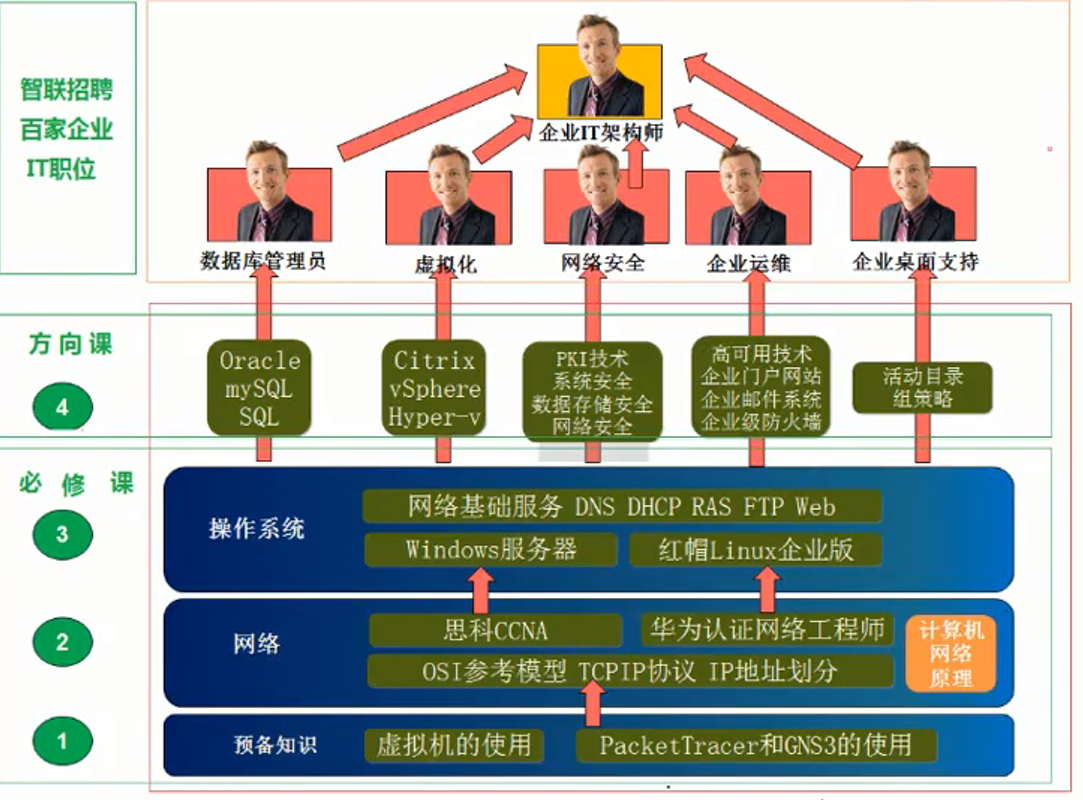 智联招聘
百家企业
IT职位
企业IT架构师
数据库管理员
虚拟化
网络安全
企业运维
企业桌面支持
方向课
4
Oracle
mySQL
SQL
Citrix
vSphere
Hyper-v
PKI技术
系统安全
数据存储安全
网络安全
高可用技术
企业门户网站
企业邮件系统
企业级防火墙
活动目录
组策略
必修课
3
操作系统
网络基础服务 DNS DHCP RAS FTP Web
Windows服务器
红帽Linux企业版
2
网络
思科CCNA
华为认证网络工程师
OSI参考模型 TCPIP协议 IP地址划分
计算机
网络
原理
1
预备知识
虚拟机的使用
PacketTracer和GNS3的使用